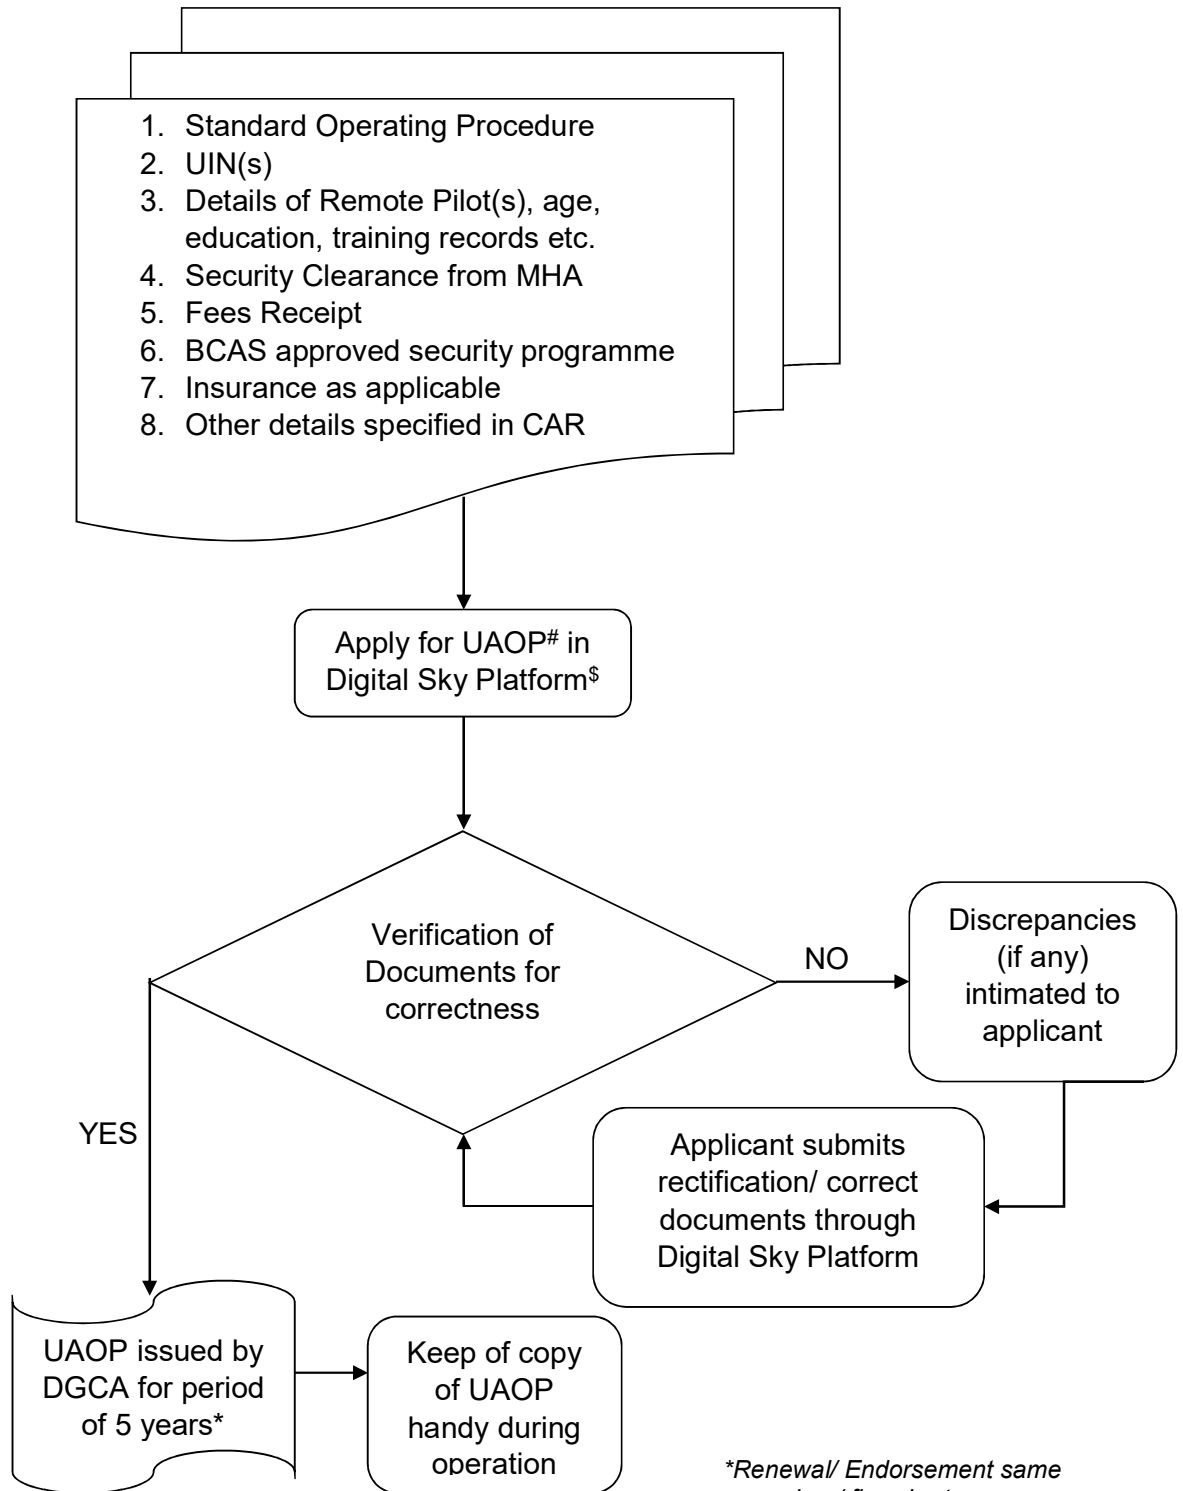 1. Standard Operating Procedure
2. UIN(s)
3. Details of Remote Pilot(s), age,
education, training records etc.
4. Security Clearance from MHA
5. Fees Receipt
6. BCAS approved security programme
7. Insurance as applicable
8. Other details specified in CAR
Apply for UAOP# in
Digital Sky Platform$
Verification of
Documents for
correctness
NO
Discrepancies
(if any)
intimated to
applicant
YES
Applicant submits
rectification/ correct
documents through
Digital Sky Platform
UAOP issued by
DGCA for period
of 5 years*
Keep of copy
of UAOP
handy during
operation
*Renewal/ Endorsement same